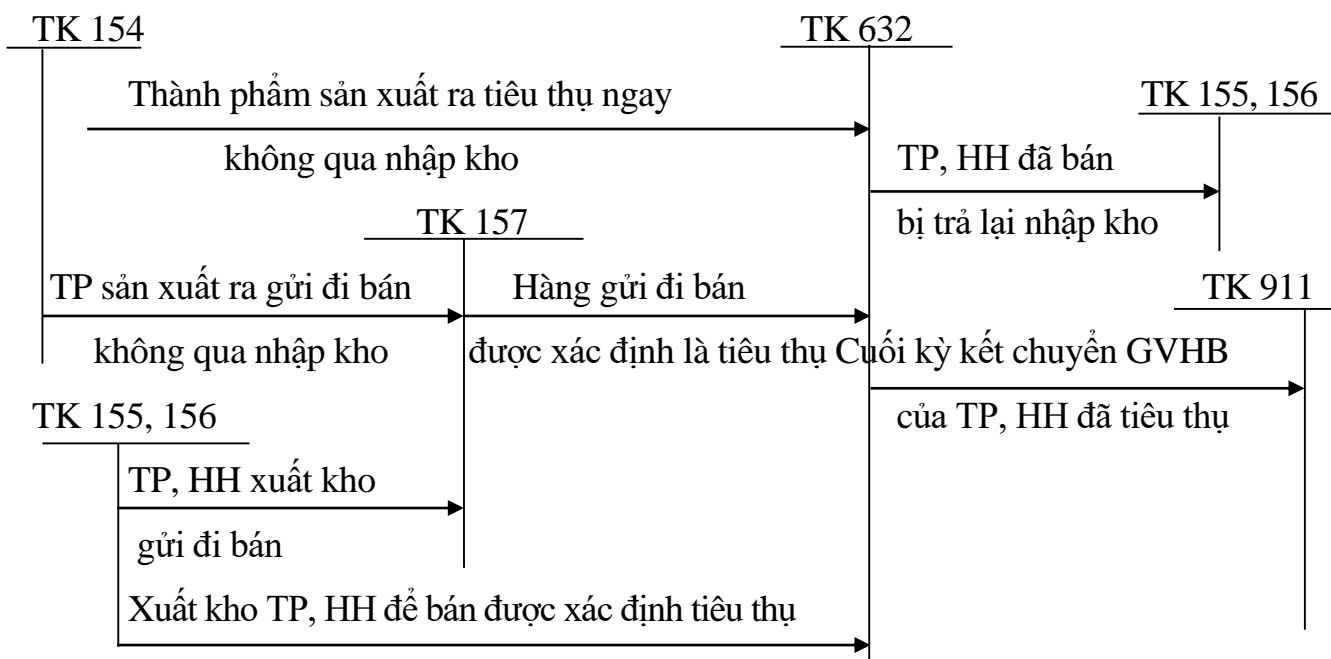 TK 154
TK 632
Thành phẩm sản xuất ra tiêu thụ ngay
TK 155, 156
không qua nhập kho
TP, HH đã bán
TK 157
bị trả lại nhập kho
TP sản xuất ra gửi đi bán
Hàng gửi đi bán
TK 911
không qua nhập kho
được xác định là tiêu thụ
Cuối kỳ kết chuyển GVHB
TK 155, 156
của TP, HH đã tiêu thụ
TP, HH xuất kho
gửi đi bán
Xuất kho TP, HH để bán được xác định tiêu thụ